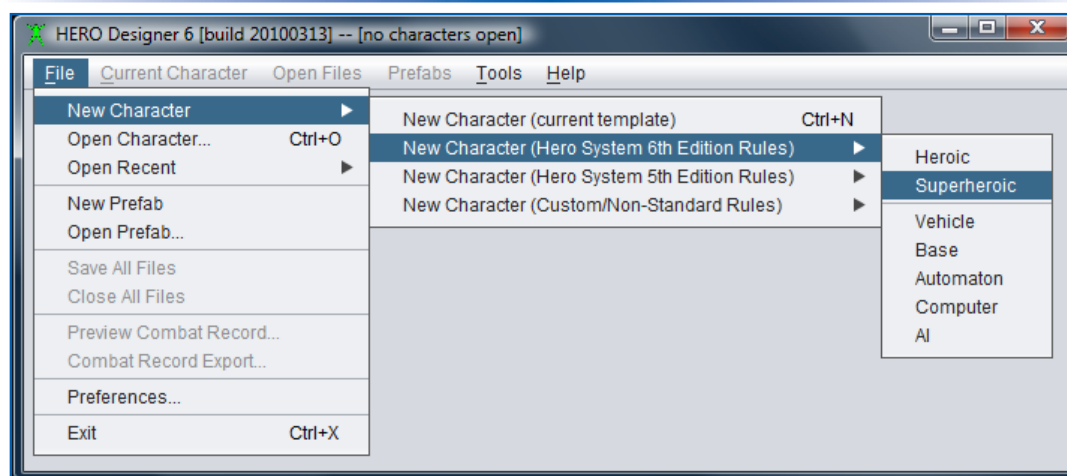 HERO Designer 6 [build 20100313] -- [no characters open]
File Current Character Open Files Prefabs Tools Help
New Character
Open Character... Ctrl+O
Open Recent
New Prefab
Open Prefab...
Save All Files
Close All Files
Preview Combat Record...
Combat Record Export...
Preferences...
Exit Ctrl+X
New Character (current template) Ctrl+N
New Character (Hero System 6th Edition Rules)
New Character (Hero System 5th Edition Rules)
New Character (Custom/Non-Standard Rules)
Heroic
Superheroic
Vehicle
Base
Automaton
Computer
AI